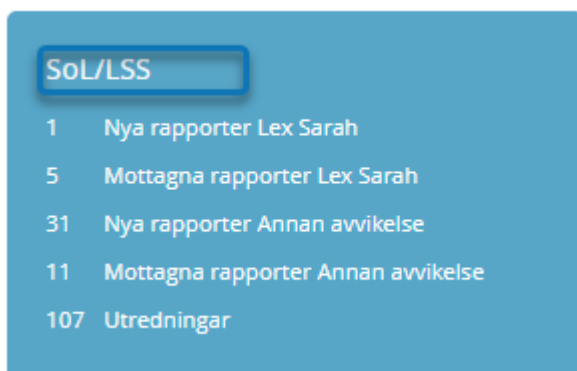 SoL/LSS
1 Nya rapporter Lex Sarah
5 Mottagna rapporter Lex Sarah
31 Nya rapporter Annan avvikelse
11 Mottagna rapporter Annan avvikelse
107 Utredningar